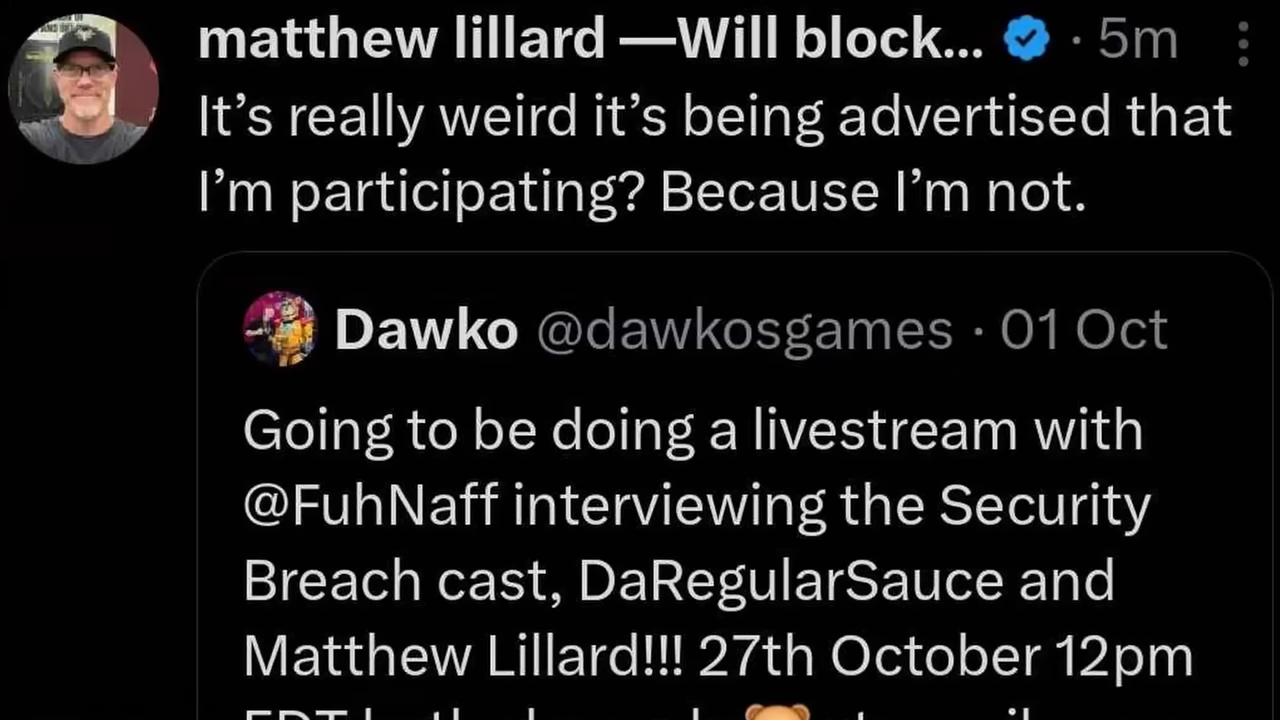 matthew lillard —Will block... · 5m
It’s really weird it’s being advertised that
I’m participating? Because I’m not.
Dawko @dawkosgames · 01 Oct
Going to be doing a livestream with
@FuhNaff interviewing the Security
Breach cast, DaRegularSauce and
Matthew Lillard!!! 27th October 12pm
EDT